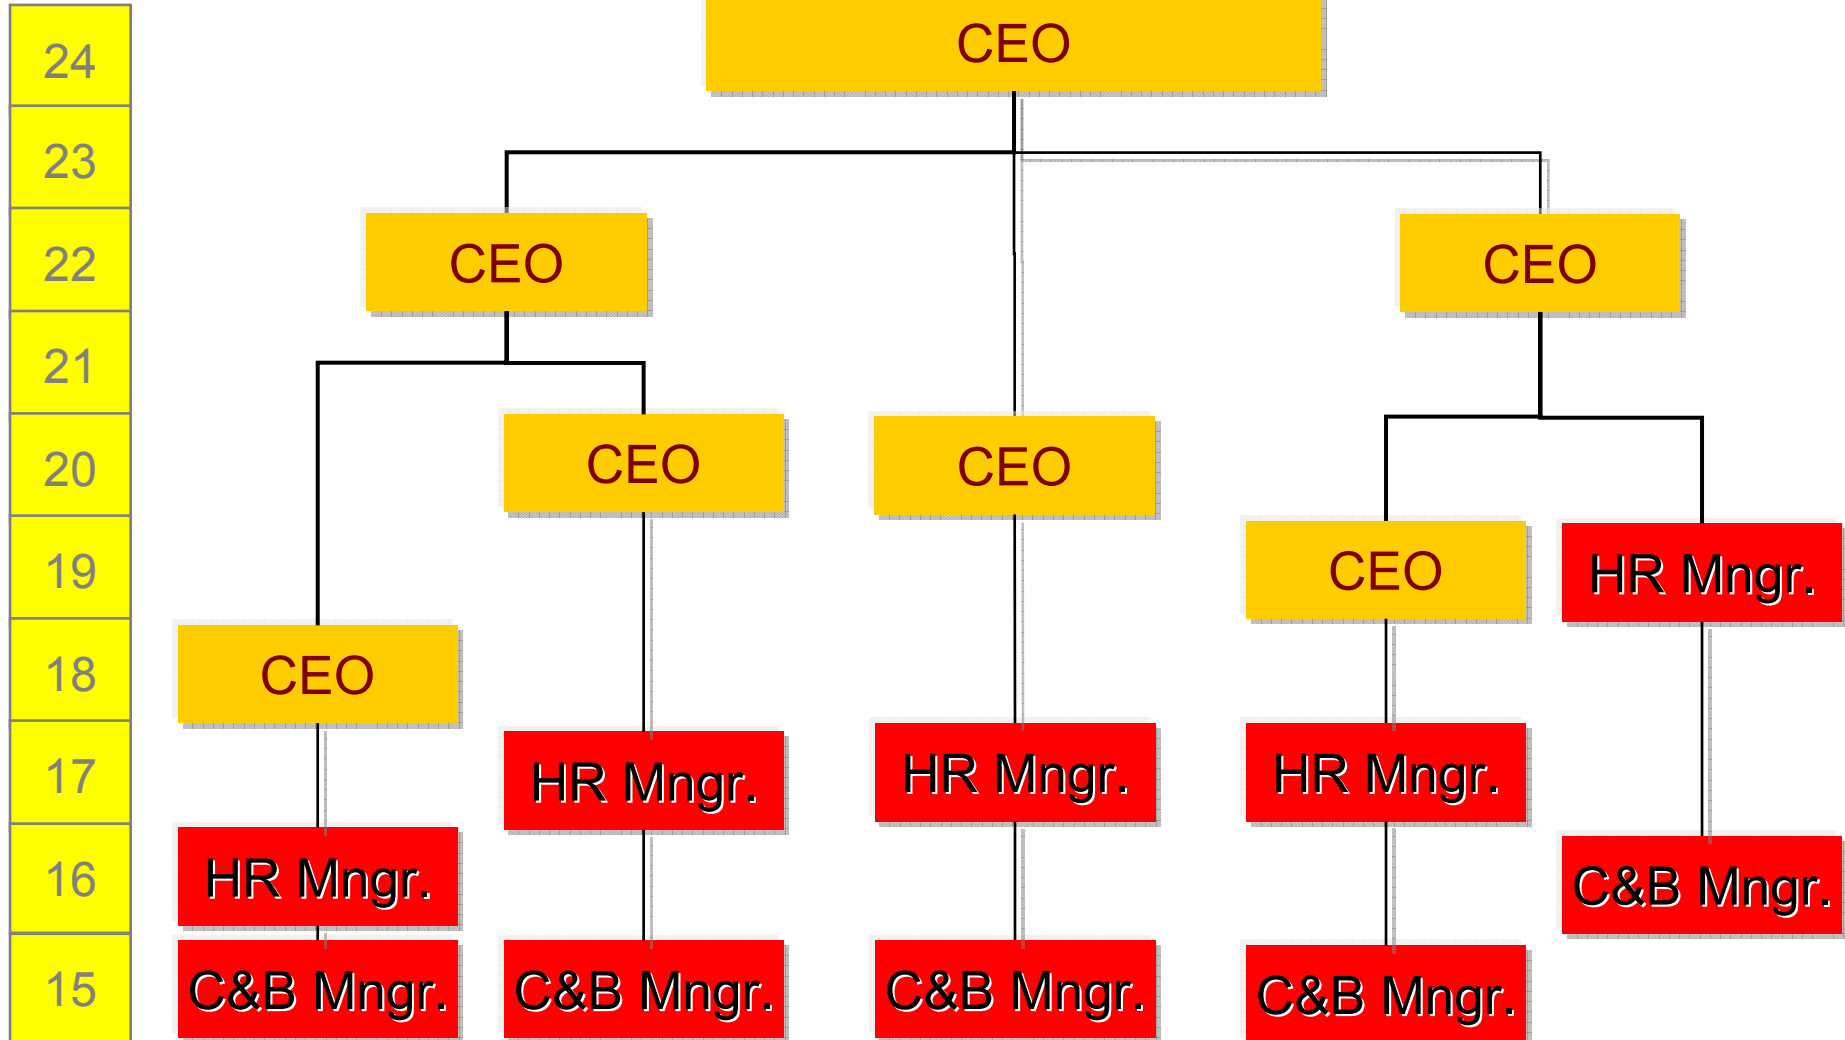 24
CEO
23
22
CEO
CEO
21
20
CEO
CEO
19
CEO
HR Mngr.
18
CEO
17
HR Mngr.
HR Mngr.
HR Mngr.
16
HR Mngr.
C&B Mngr.
15
C&B Mngr.
C&B Mngr.
C&B Mngr.
C&B Mngr.